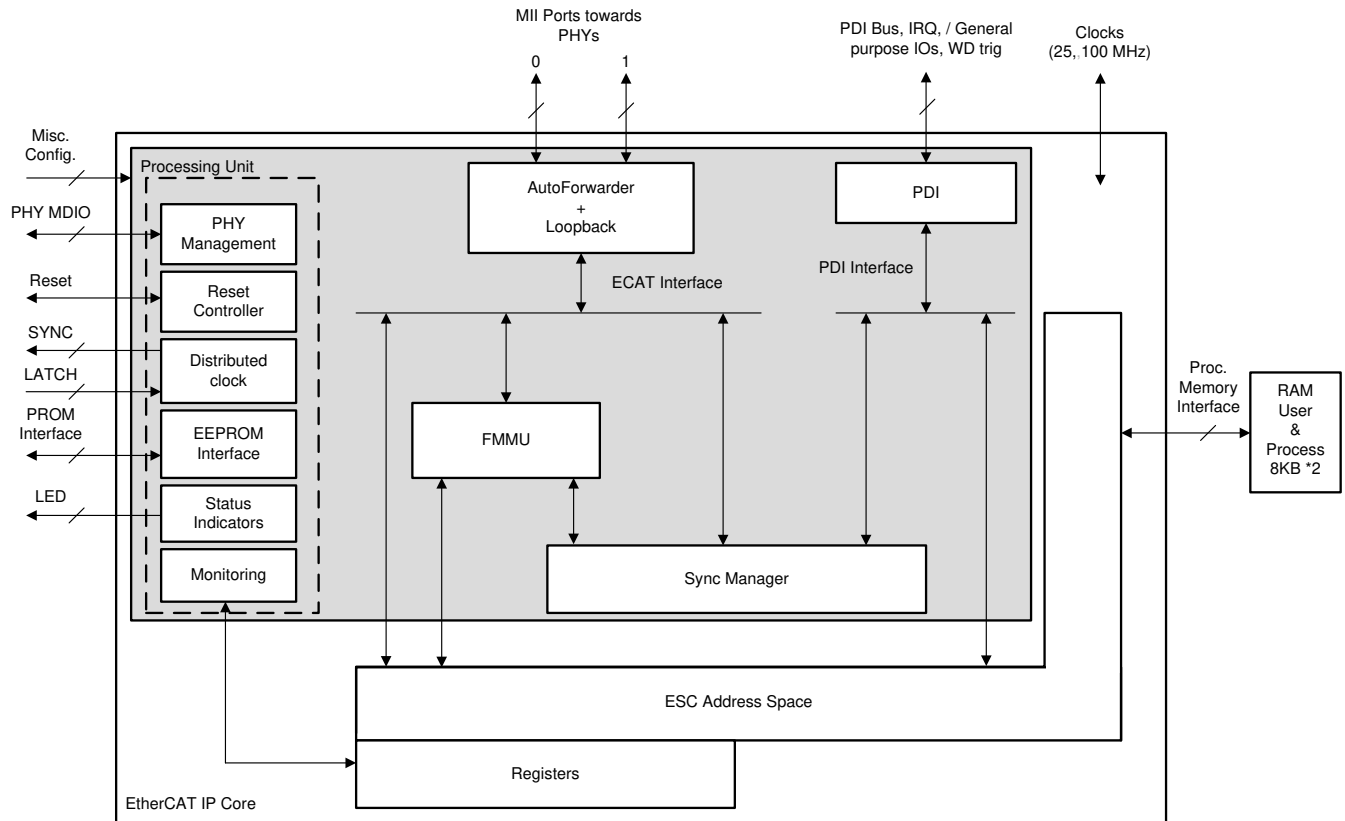 MII Ports towards
PHYs
0
1
PDI Bus, IRQ, / General
purpose IOs, WD trig
Clocks
(25,,100 MHz)
Misc.
Config.
Processing Unit
AutoForwarder
+
Loopback
PDI
PHY MDIO
PHY
Management
ECAT Interface
PDI Interface
Reset
Reset
Controller
SYNC
LATCH
Distributed
clock
PROM
Interface
EEPROM
Interface
FMMU
Proc.
Memory
Interface
RAM
User
&
Process
8KB *2
LED
Status
Indicators
Monitoring
Sync Manager
ESC Address Space
Registers
EtherCAT IP Core